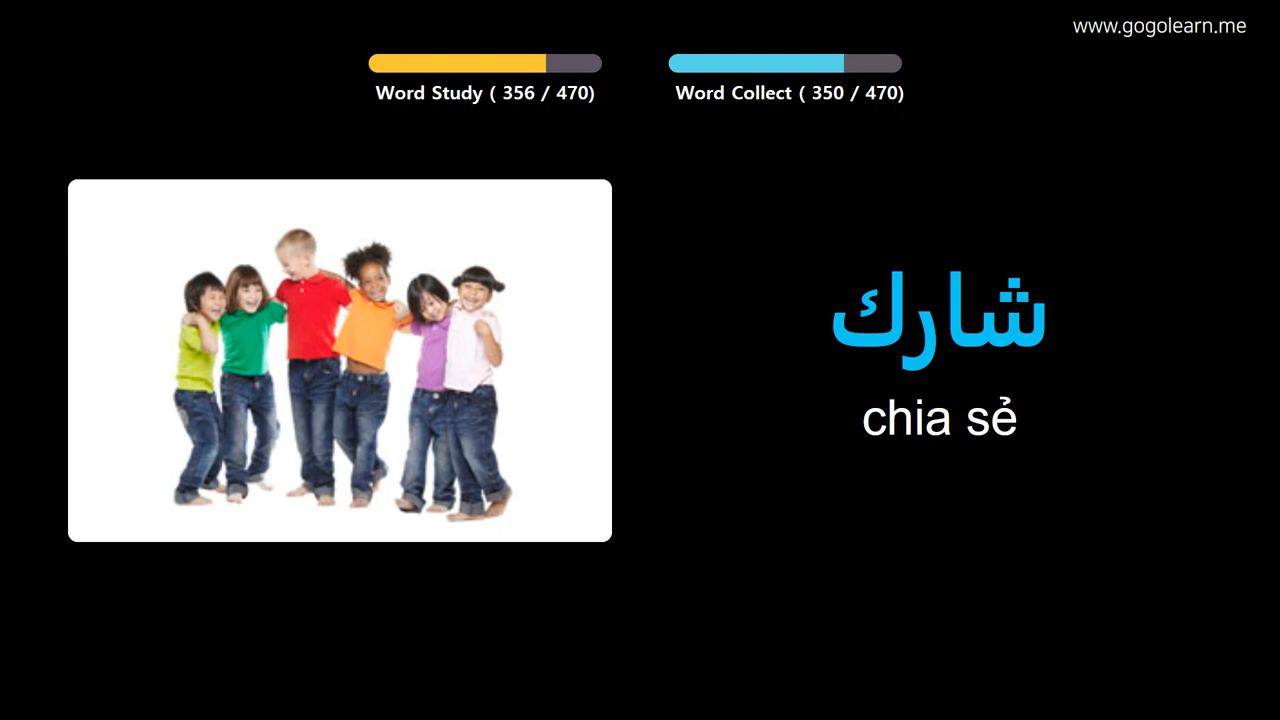 www.gogolearn.me
Word Study ( 356 / 470)
Word Collect ( 350 / 470)
شارك
chia sẻ